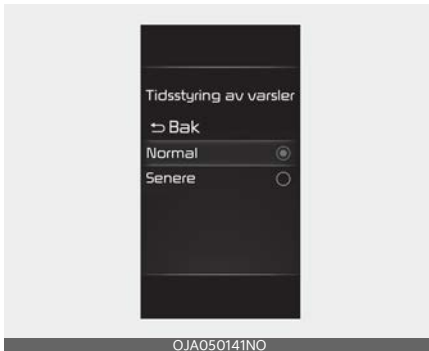 Tidsstyring av varsler
Bak
Normal
Senere
OJA050141NO